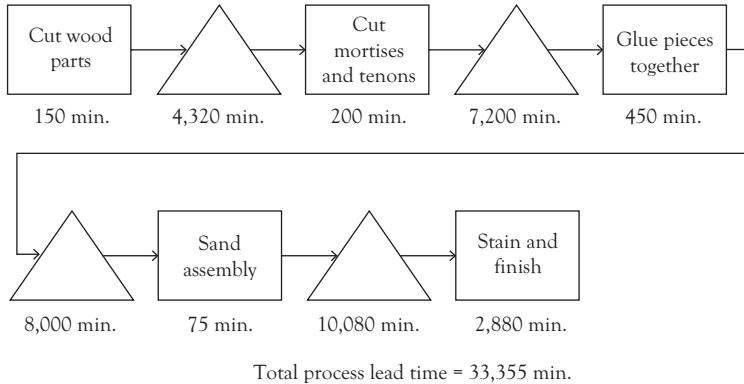 Cut wood
parts
Cut
mortises
and tenons
Glue pieces
together
150 min.
4,320 min.
200 min.
7,200 min.
450 min.
Sand
assembly
Stain and
finish
8,000 min.
75 min.
10,080 min.
2,880 min.
Total process lead time = 33,355 min.